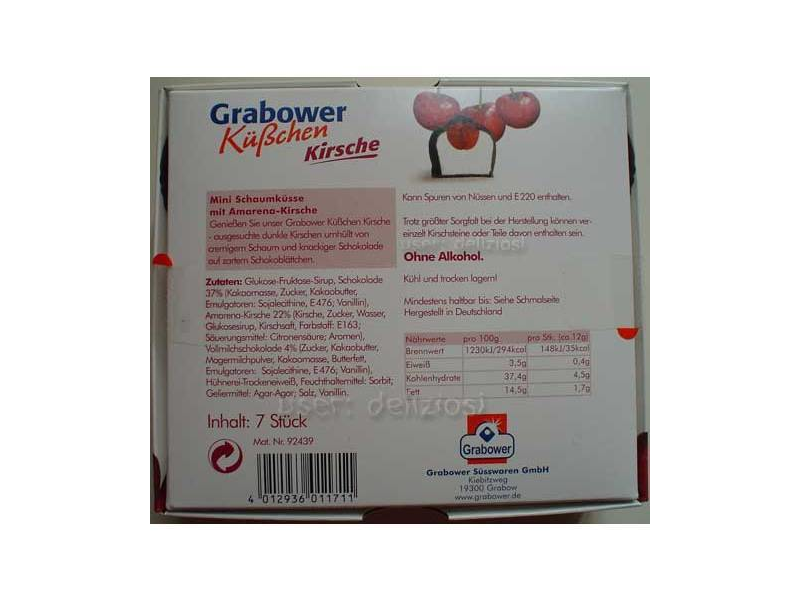 Grabower
Küßchen
Kirsche
Mini Schaumküsse
mit Amarena-Kirsche
Genießen Sie unser Grabower Küßchen Kirsche
- ausgesuchte dunkle Kirschen umhüllt von
cremigem Schaum und knackiger Schokolade
auf zartem Schokoblättchen.
Zutaten: Glukose-Fruktose-Sirup, Schokolade
37% (Kakaomasse, Zucker, Kakaobutter,
Emulgatoren: Sojalecithine, E476; Vanillin),
Amarena-Kirsche 22% (Kirsche, Zucker, Wasser,
Glukosesirup, Kirschsaft, Farbstoff: E163;
Säuerungsmittel: Citronensäure; Aromen),
Vollmilchschokolade 4% (Zucker, Kakaobutter,
Magermilchpulver, Kakaomasse, Butterfett,
Emulgatoren: Sojalecithine, E476; Vanillin),
Hühnerei-Trockeneiweiß, Feuchthaltemittel: Sorbit;
Geliermittel: Agar-Agar; Salz, Vanillin.
Inhalt: 7 Stück
Mat. Nr. 92439
4 012936 011711
Kann Spuren von Nüssen und E220 enthalten.
Trotz größter Sorgfalt bei der Herstellung können ver-
einzelt Kirschsteine oder Teile davon enthalten sein.
user: deliziosi
Ohne Alkohol.
Kühl und trocken lagern!
Mindestens haltbar bis: Siehe Schmalseite
Hergestellt in Deutschland
Nährwerte pro 100g pro Stk. (ca.12g)
Brennwert 1230kJ/294kcal 148kJ/35kcal
Eiweiß 3,5g 0,4g
Kohlenhydrate 37,4g 4,5g
Fett 14,5g 1,7g
user: deliziosi
Grabower
Grabower Süsswaren GmbH
Kiebitzweg
19300 Grabow
www.grabower.de